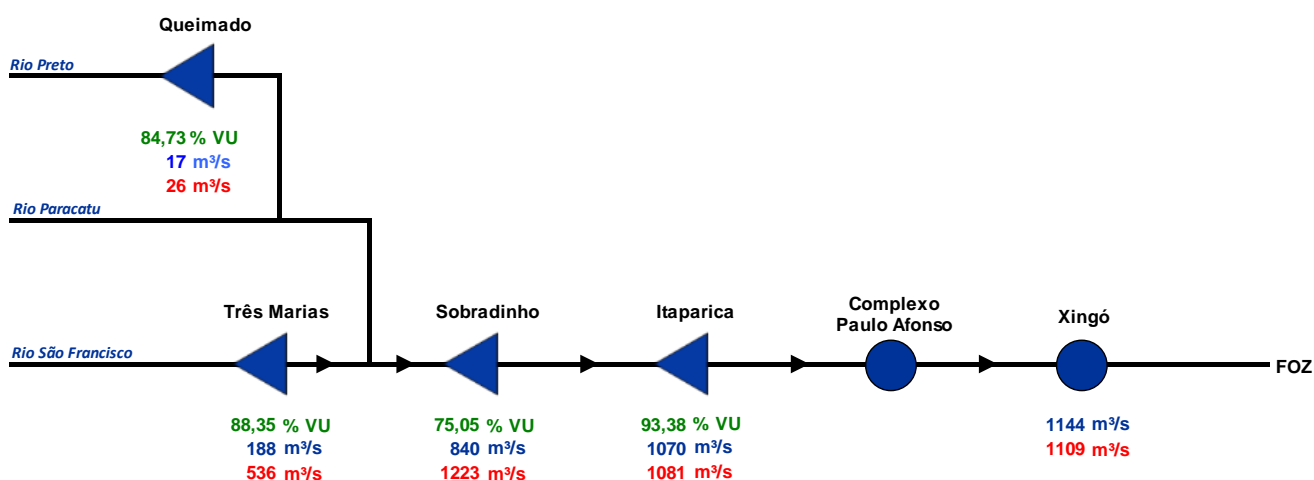 Queimado
Rio Preto
84,73 % VU
17 m³/s
26 m³/s
Rio Paracatu
Três Marias
Sobradinho
Itaparica
Complexo
Paulo Afonso
Xingó
Rio São Francisco
FOZ
88,35 % VU
188 m³/s
536 m³/s
75,05 % VU
840 m³/s
1223 m³/s
93,38 % VU
1070 m³/s
1081 m³/s
1144 m³/s
1109 m³/s